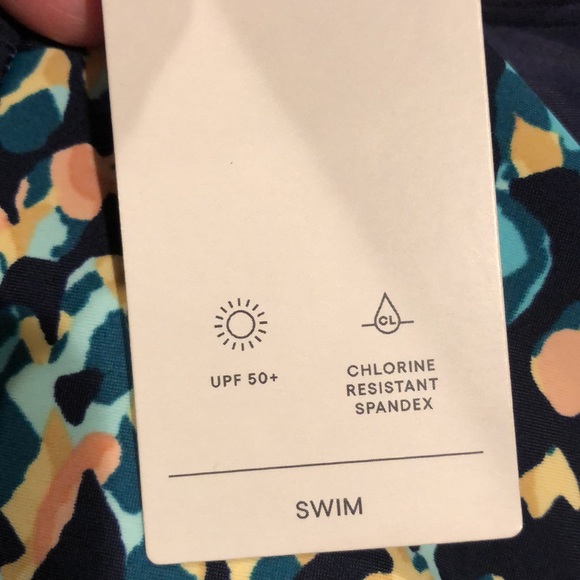 UPF 50+
CL
CHLORINE
RESISTANT
SPANDEX
SWIM